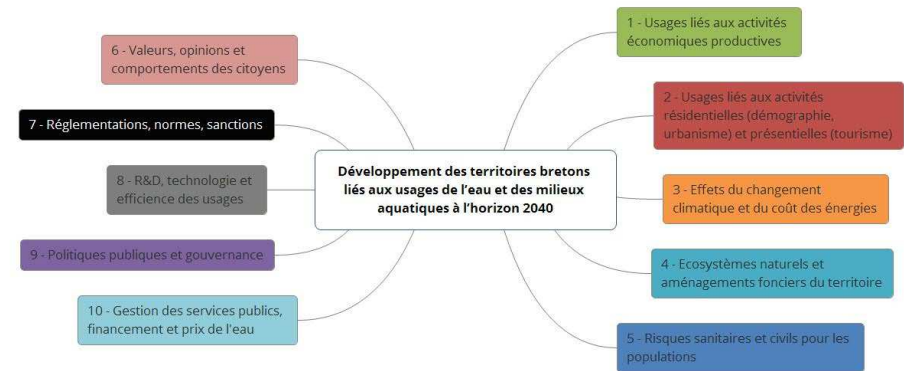 1 - Usages liés aux activités
économiques productives
6 - Valeurs, opinions et
comportements des citoyens
2 - Usages liés aux activités
résidentielles (démographie,
urbanisme) et présentielles (tourisme)
7 - Réglementations, normes, sanctions
Développement des territoires bretons
liés aux usages de l'eau et des milieux
aquatiques à l'horizon 2040
8 - R&D, technologie et
efficience des usages
3 - Effets du changement
climatique et du coût des énergies
9 - Politiques publiques et gouvernance
4 - Ecosystèmes naturels et
aménagements fonciers du territoire
10 - Gestion des services publics,
financement et prix de l'eau
5 - Risques sanitaires et civils pour les
populations